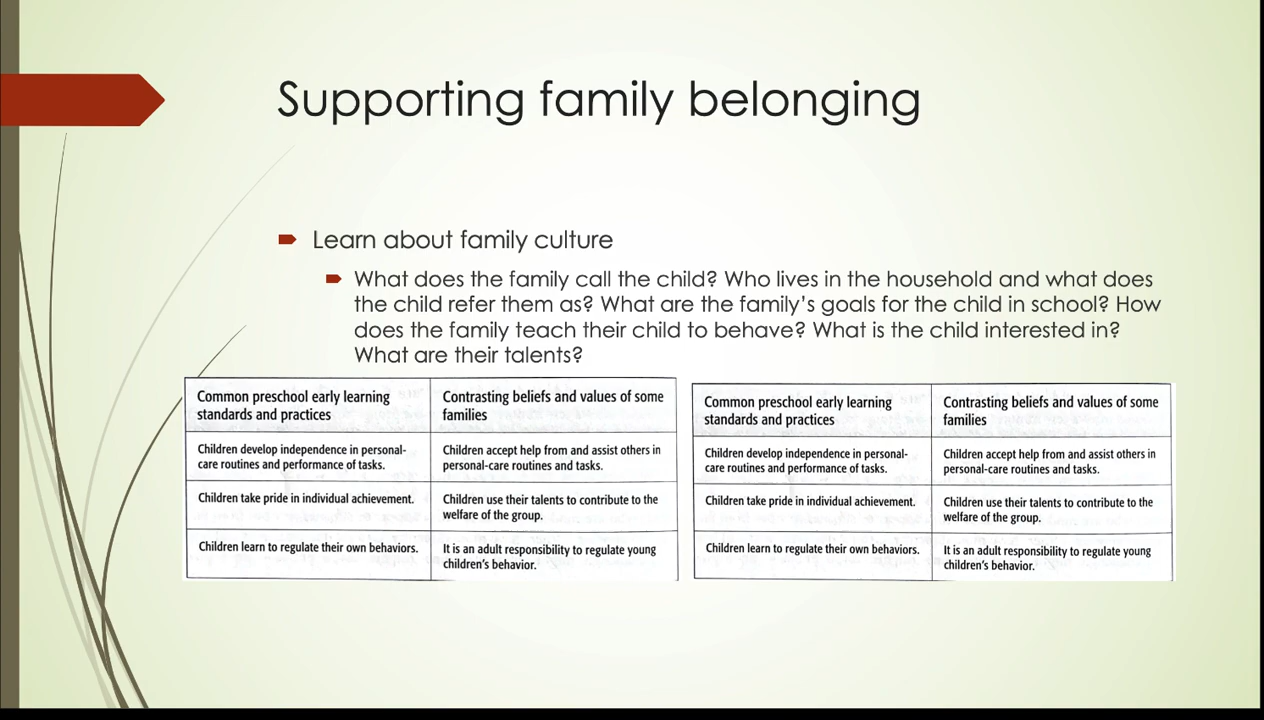 Supporting family belonging
Learn about family culture
What does the family call the child? Who lives in the household and what does
the child refer them as? What are the family's goals for the child in school? How
does the family teach their child to behave? What is the child interested in?
What are their talents?
Common preschool early learning
standards and practices
Contrasting beliefs and values of some
families
Children develop independence in personal-
care routines and performance of tasks.
Children accept help from and assist others in
personal-care routines and tasks.
Children take pride in individual achievement.
Children use their talents to contribute to the
welfare of the group.
Children learn to regulate their own behaviors.
It is an adult responsibility to regulate young
children's behavior.
Common preschool early learning
standards and practices
Contrasting beliefs and values of some
families
Children develop independence in personal-
care routines and performance of tasks.
Children accept help from and assist others in
personal-care routines and tasks.
Children take pride in individual achievement.
Children use their talents to contribute to the
welfare of the group.
Children learn to regulate their own behaviors.
It is an adult responsibility to regulate young
children's behavior.